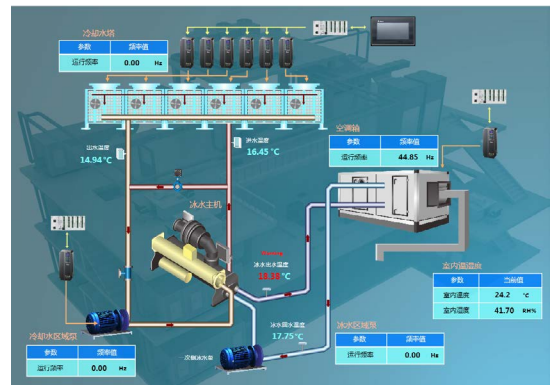 冷却水塔
参数 频率值
运行频率 0.00 Hz
出水温度
14.94℃
进水温度
16.45℃
空调箱
参数 频率值
运行频率 44.85 Hz
冰水主机
冰水出水温度
18.38 ℃
室内温湿度
参数 当前值
室内温度 24.2 ℃
室内湿度 41.70 RH%
冷却水区域泵
参数 频率值
运行频率 0.00 Hz
冰水回水温度
17.75℃
冰水区域泵
参数 频率值
运行频率 0.00 Hz
一次侧冰水泵